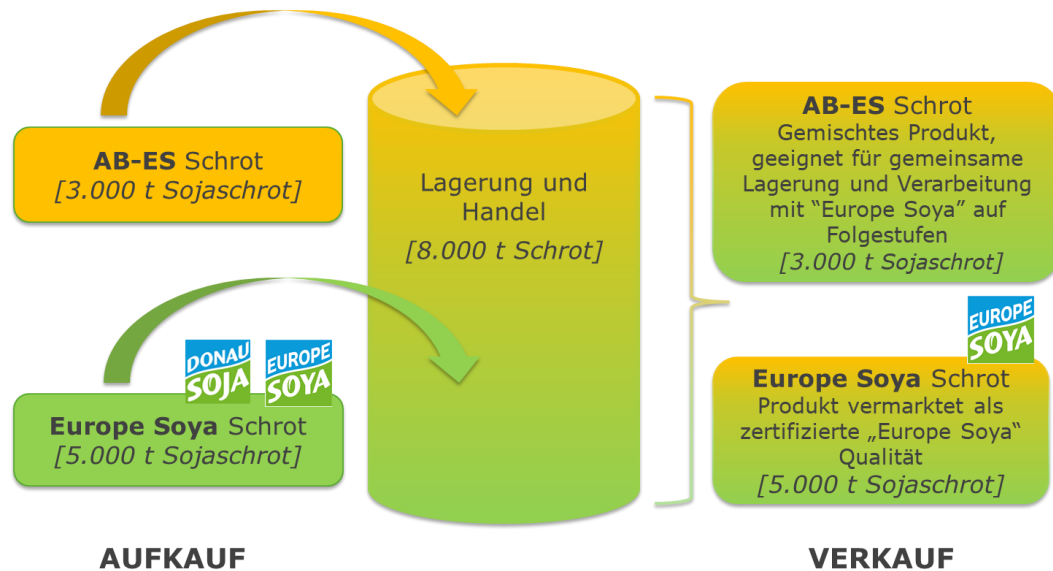 AB-ES Schrot
[3.000 t Sojaschrot]
DONAU
SOJA
EUROPE
SOYA
Europe Soya Schrot
[5.000 t Sojaschrot]
AUFKAUF
Lagerung und
Handel
[8.000 t Schrot]
AB-ES Schrot
Gemischtes Produkt,
geeignet für gemeinsame
Lagerung und Verarbeitung
mit “Europe Soya” auf
Folgestufen
[3.000 t Sojaschrot]
EUROPE
SOYA
Europe Soya Schrot
Produkt vermarktet als
zertifizierte „Europe Soya“
Qualität
[5.000 t Sojaschrot]
VERKAUF